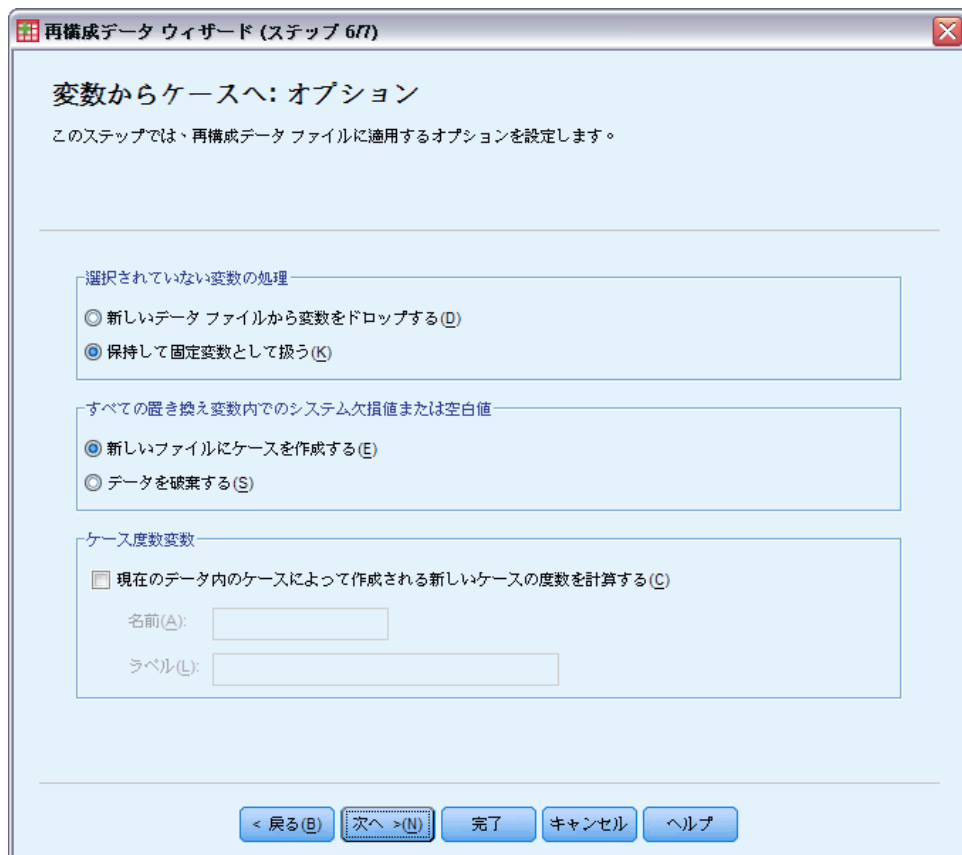 再構成データ ウィザード (ステップ 6/7)
変数からケースへ: オプション
このステップでは、再構成データ ファイルに適用するオプションを設定します。
選択されていない変数の処理
新しいデータ ファイルから変数をドロップする(D)
保持して固定変数として扱う(K)
すべての置き換え変数内でのシステム欠損値または空白値
新しいファイルにケースを作成する(E)
データを破棄する(S)
ケース度数変数
現在のデータ内のケースによって作成される新しいケースの度数を計算する(C)
名前(A):
ラベル(L):
< 戻る(B) 次へ >(N) 完了 キャンセル ヘルプ